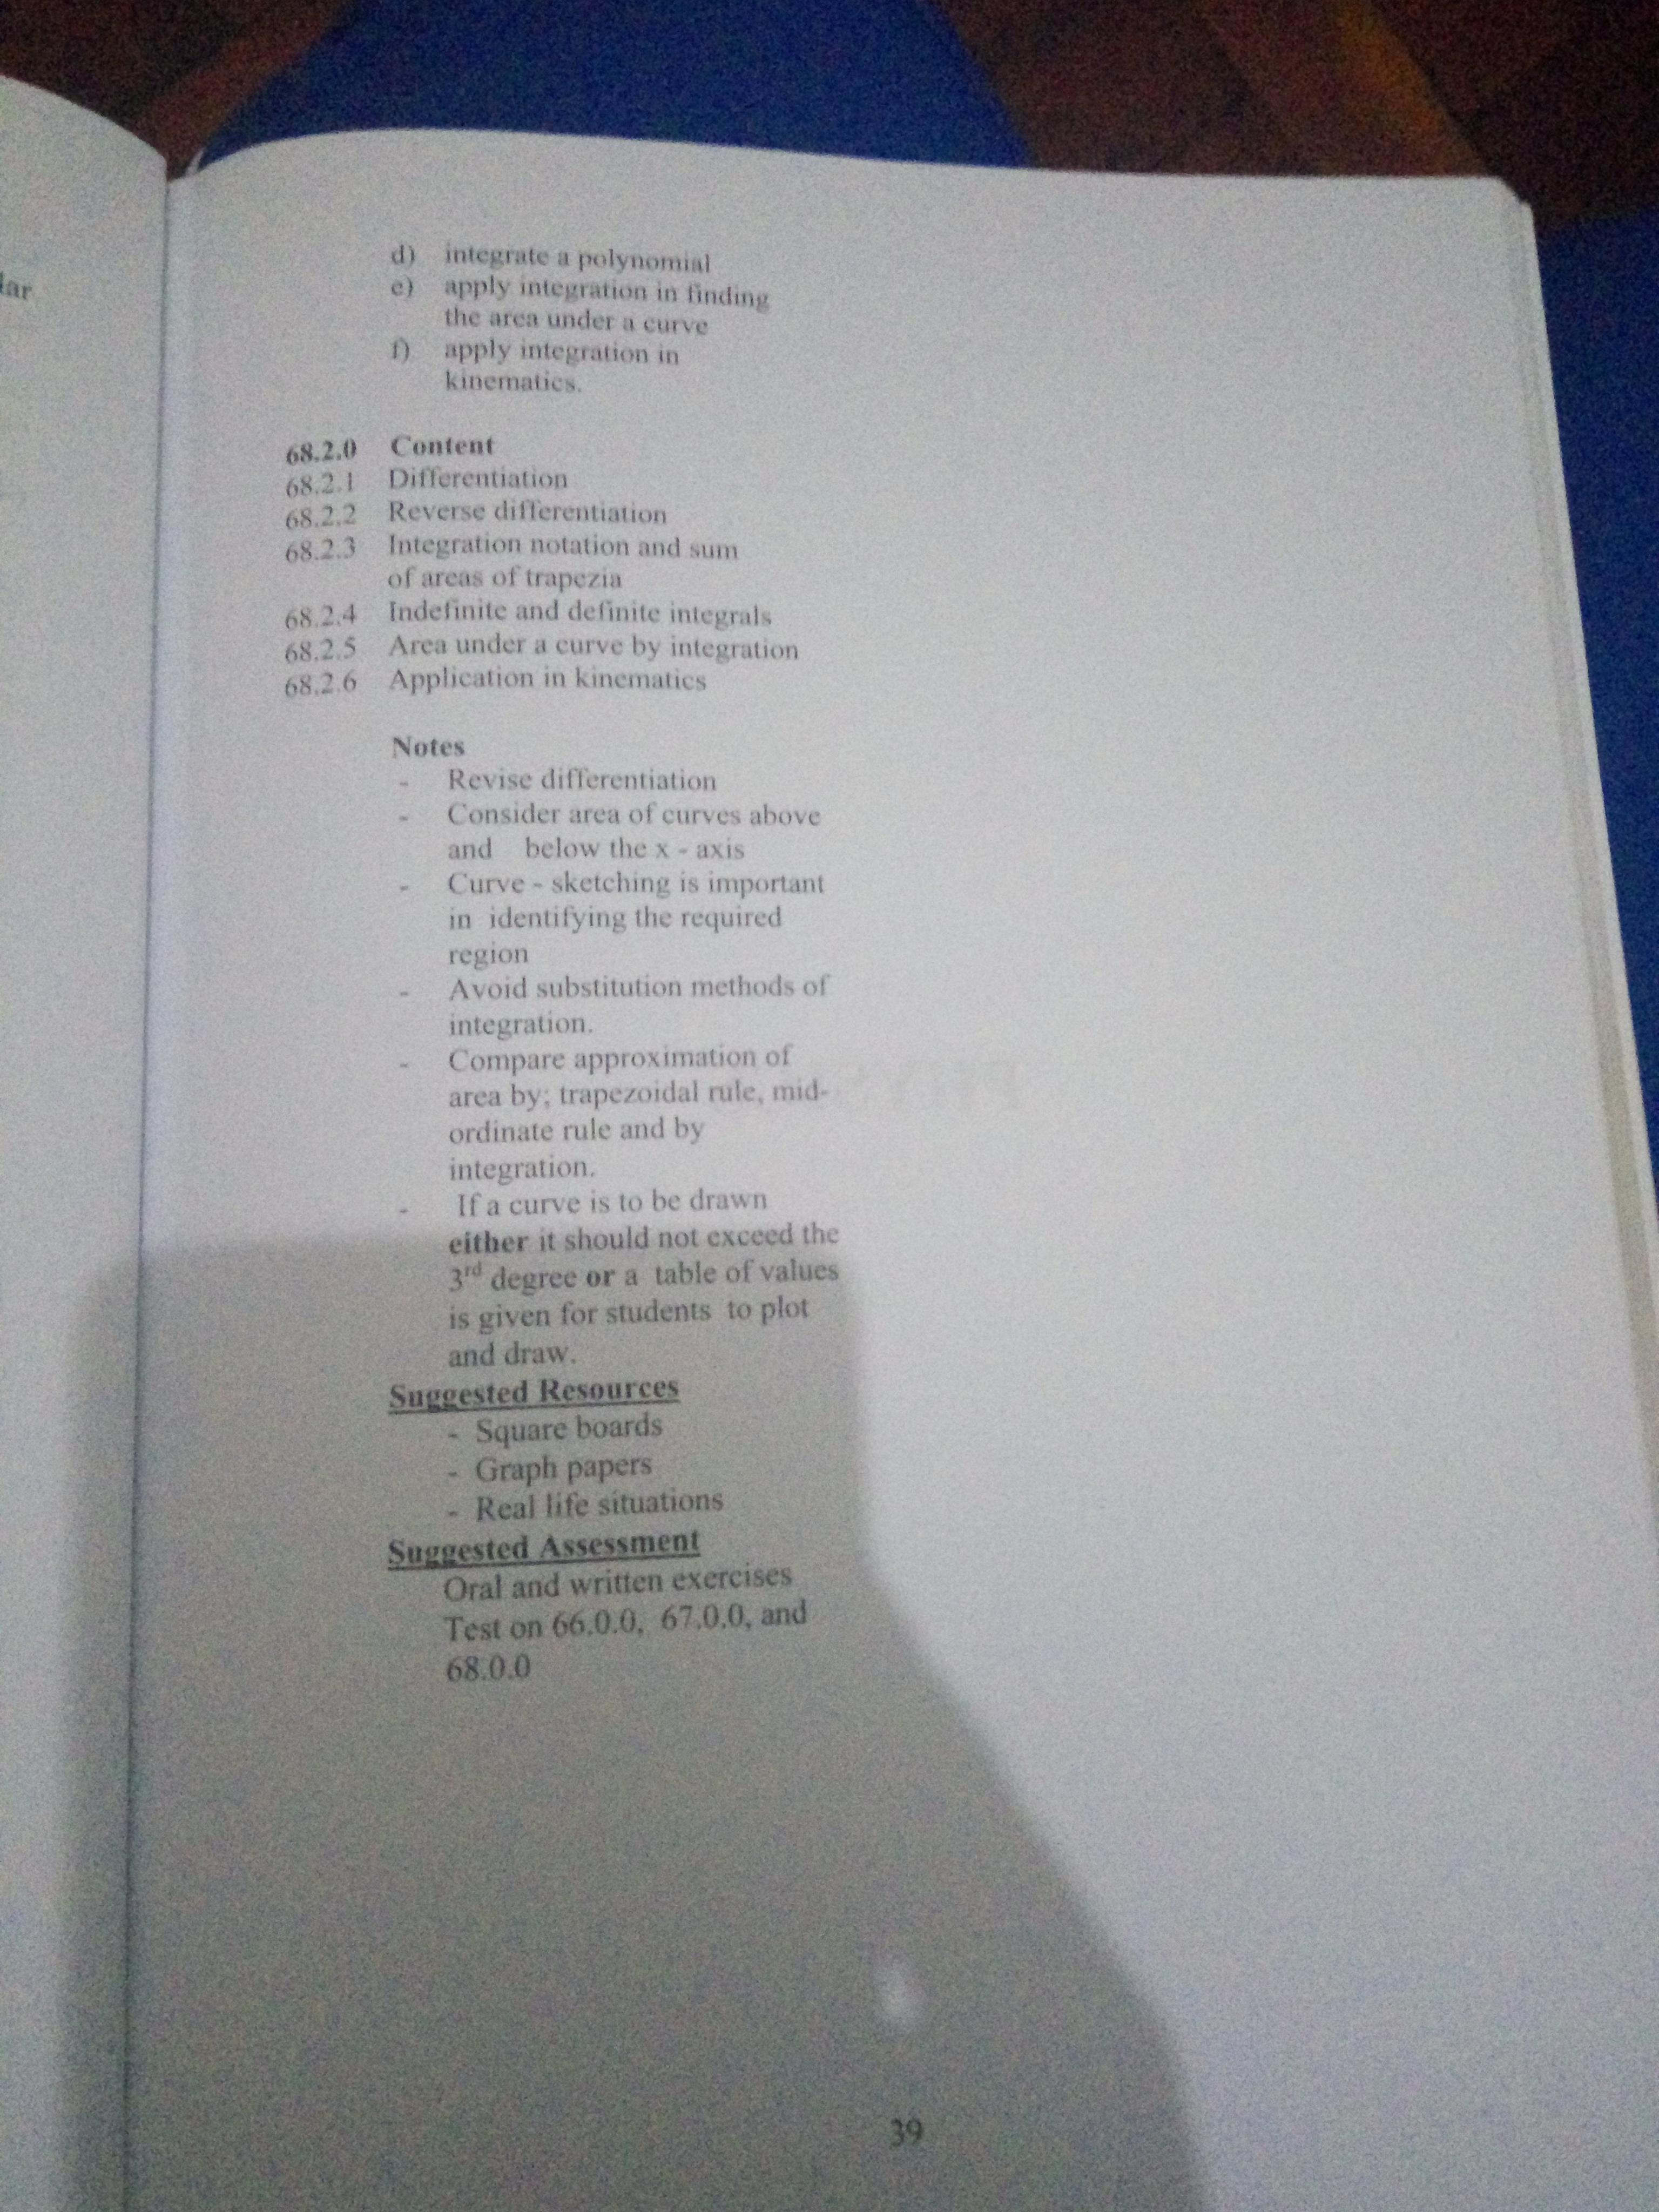 lar
d) integrate a polynomial
e) apply integration in finding
the area under a curve
f) apply integration in
kinematics.
68.2.0 Content
68.2.1 Differentiation
68.2.2 Reverse differentiation
68.2.3 Integration notation and sum
of areas of trapezia
68.2.4 Indefinite and definite integrals
68.2.5 Area under a curve by integration
68.2.6 Application in kinematics
Notes
- Revise differentiation
- Consider area of curves above
and below the x - axis
- Curve - sketching is important
in identifying the required
region
- Avoid substitution methods of
integration.
- Compare approximation of
area by; trapezoidal rule, mid-
ordinate rule and by
integration.
- If a curve is to be drawn
either it should not exceed the
3rd degree or a table of values
is given for students to plot
and draw.
Suggested Resources
- Square boards
- Graph papers
- Real life situations
Suggested Assessment
Oral and written exercises
Test on 66.0.0, 67.0.0, and
68.0.0
39